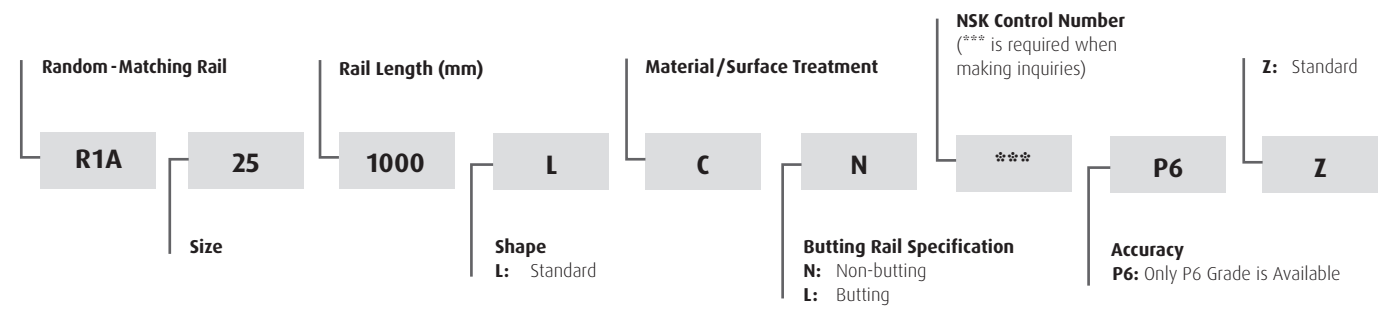 NSK Control Number
(*** is required when
making inquiries)
Random-Matching Rail
Rail Length (mm)
Material/Surface Treatment
Z: Standard
R1A 25 1000 L C N *** P6 Z
Size
Shape
L: Standard
Butting Rail Specification
N: Non-butting
L: Butting
Accuracy
P6: Only P6 Grade is Available